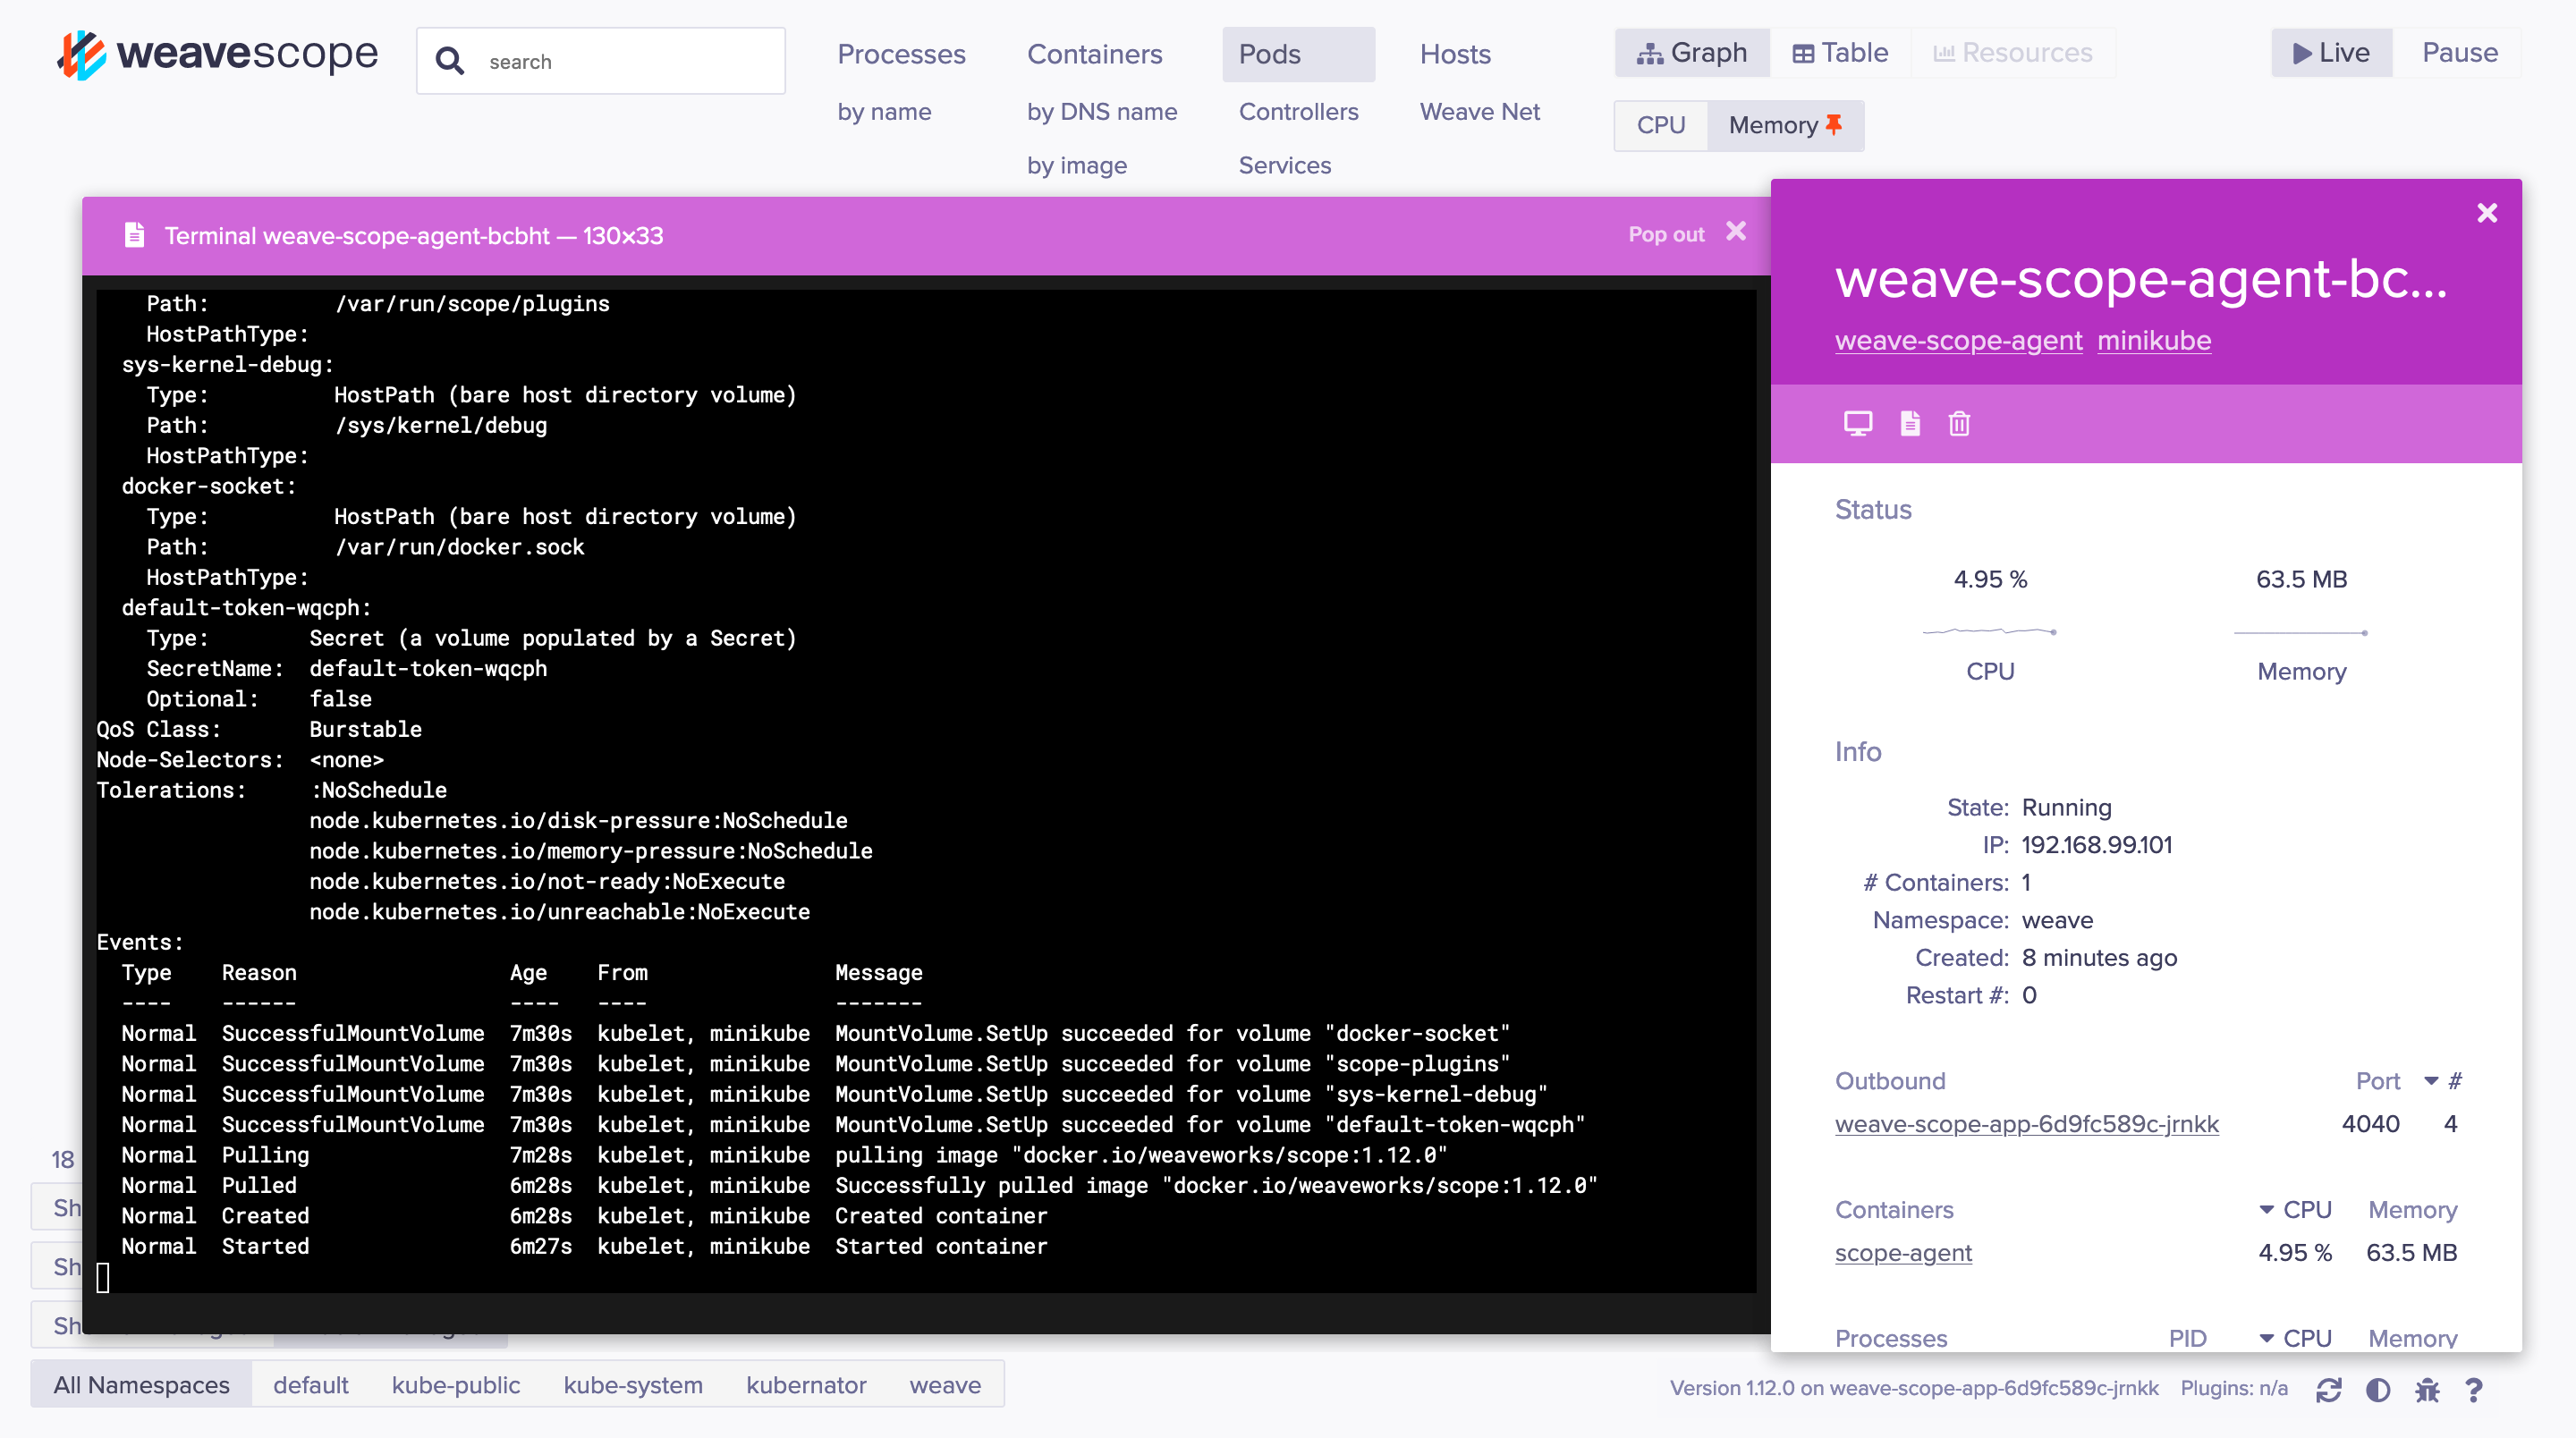 weavescope
search
Processes
by name
Containers
by DNS name
by image
Pods
Controllers
Services
Hosts
Weave Net
Graph
Table
Resources
CPU
Memory
Live
Pause
Terminal weave-scope-agent-bcbht — 130×33
Pop out
Path: /var/run/scope/plugins
HostPathType:
sys-kernel-debug:
Type: HostPath (bare host directory volume)
Path: /sys/kernel/debug
HostPathType:
docker-socket:
Type: HostPath (bare host directory volume)
Path: /var/run/docker.sock
HostPathType:
default-token-wqcph:
Type: Secret (a volume populated by a Secret)
SecretName: default-token-wqcph
Optional: false
QoS Class: Burstable
Node-Selectors: <none>
Tolerations: :NoSchedule
node.kubernetes.io/disk-pressure:NoSchedule
node.kubernetes.io/memory-pressure:NoSchedule
node.kubernetes.io/not-ready:NoExecute
node.kubernetes.io/unreachable:NoExecute
Events:
Type Reason Age From Message
---- ------ ---- ---- -------
Normal SuccessfulMountVolume 7m30s kubelet, minikube MountVolume.SetUp succeeded for volume "docker-socket"
Normal SuccessfulMountVolume 7m30s kubelet, minikube MountVolume.SetUp succeeded for volume "scope-plugins"
Normal SuccessfulMountVolume 7m30s kubelet, minikube MountVolume.SetUp succeeded for volume "sys-kernel-debug"
Normal SuccessfulMountVolume 7m30s kubelet, minikube MountVolume.SetUp succeeded for volume "default-token-wqcph"
Normal Pulling 7m28s kubelet, minikube pulling image "docker.io/weaveworks/scope:1.12.0"
Normal Pulled 6m28s kubelet, minikube Successfully pulled image "docker.io/weaveworks/scope:1.12.0"
Normal Created 6m28s kubelet, minikube Created container
Normal Started 6m27s kubelet, minikube Started container
weave-scope-agent-bc...
weave-scope-agent minikube
Status
4.95 % 63.5 MB
CPU Memory
Info
State: Running
IP: 192.168.99.101
# Containers: 1
Namespace: weave
Created: 8 minutes ago
Restart #: 0
Outbound Port #
weave-scope-app-6d9fc589c-jrnkk 4040 4
Containers CPU Memory
scope-agent 4.95 % 63.5 MB
Processes PID CPU Memory
18
Sh
Sh
Sh
All Namespaces default kube-public kube-system kubernator weave
Version 1.12.0 on weave-scope-app-6d9fc589c-jrnkk Plugins: n/a